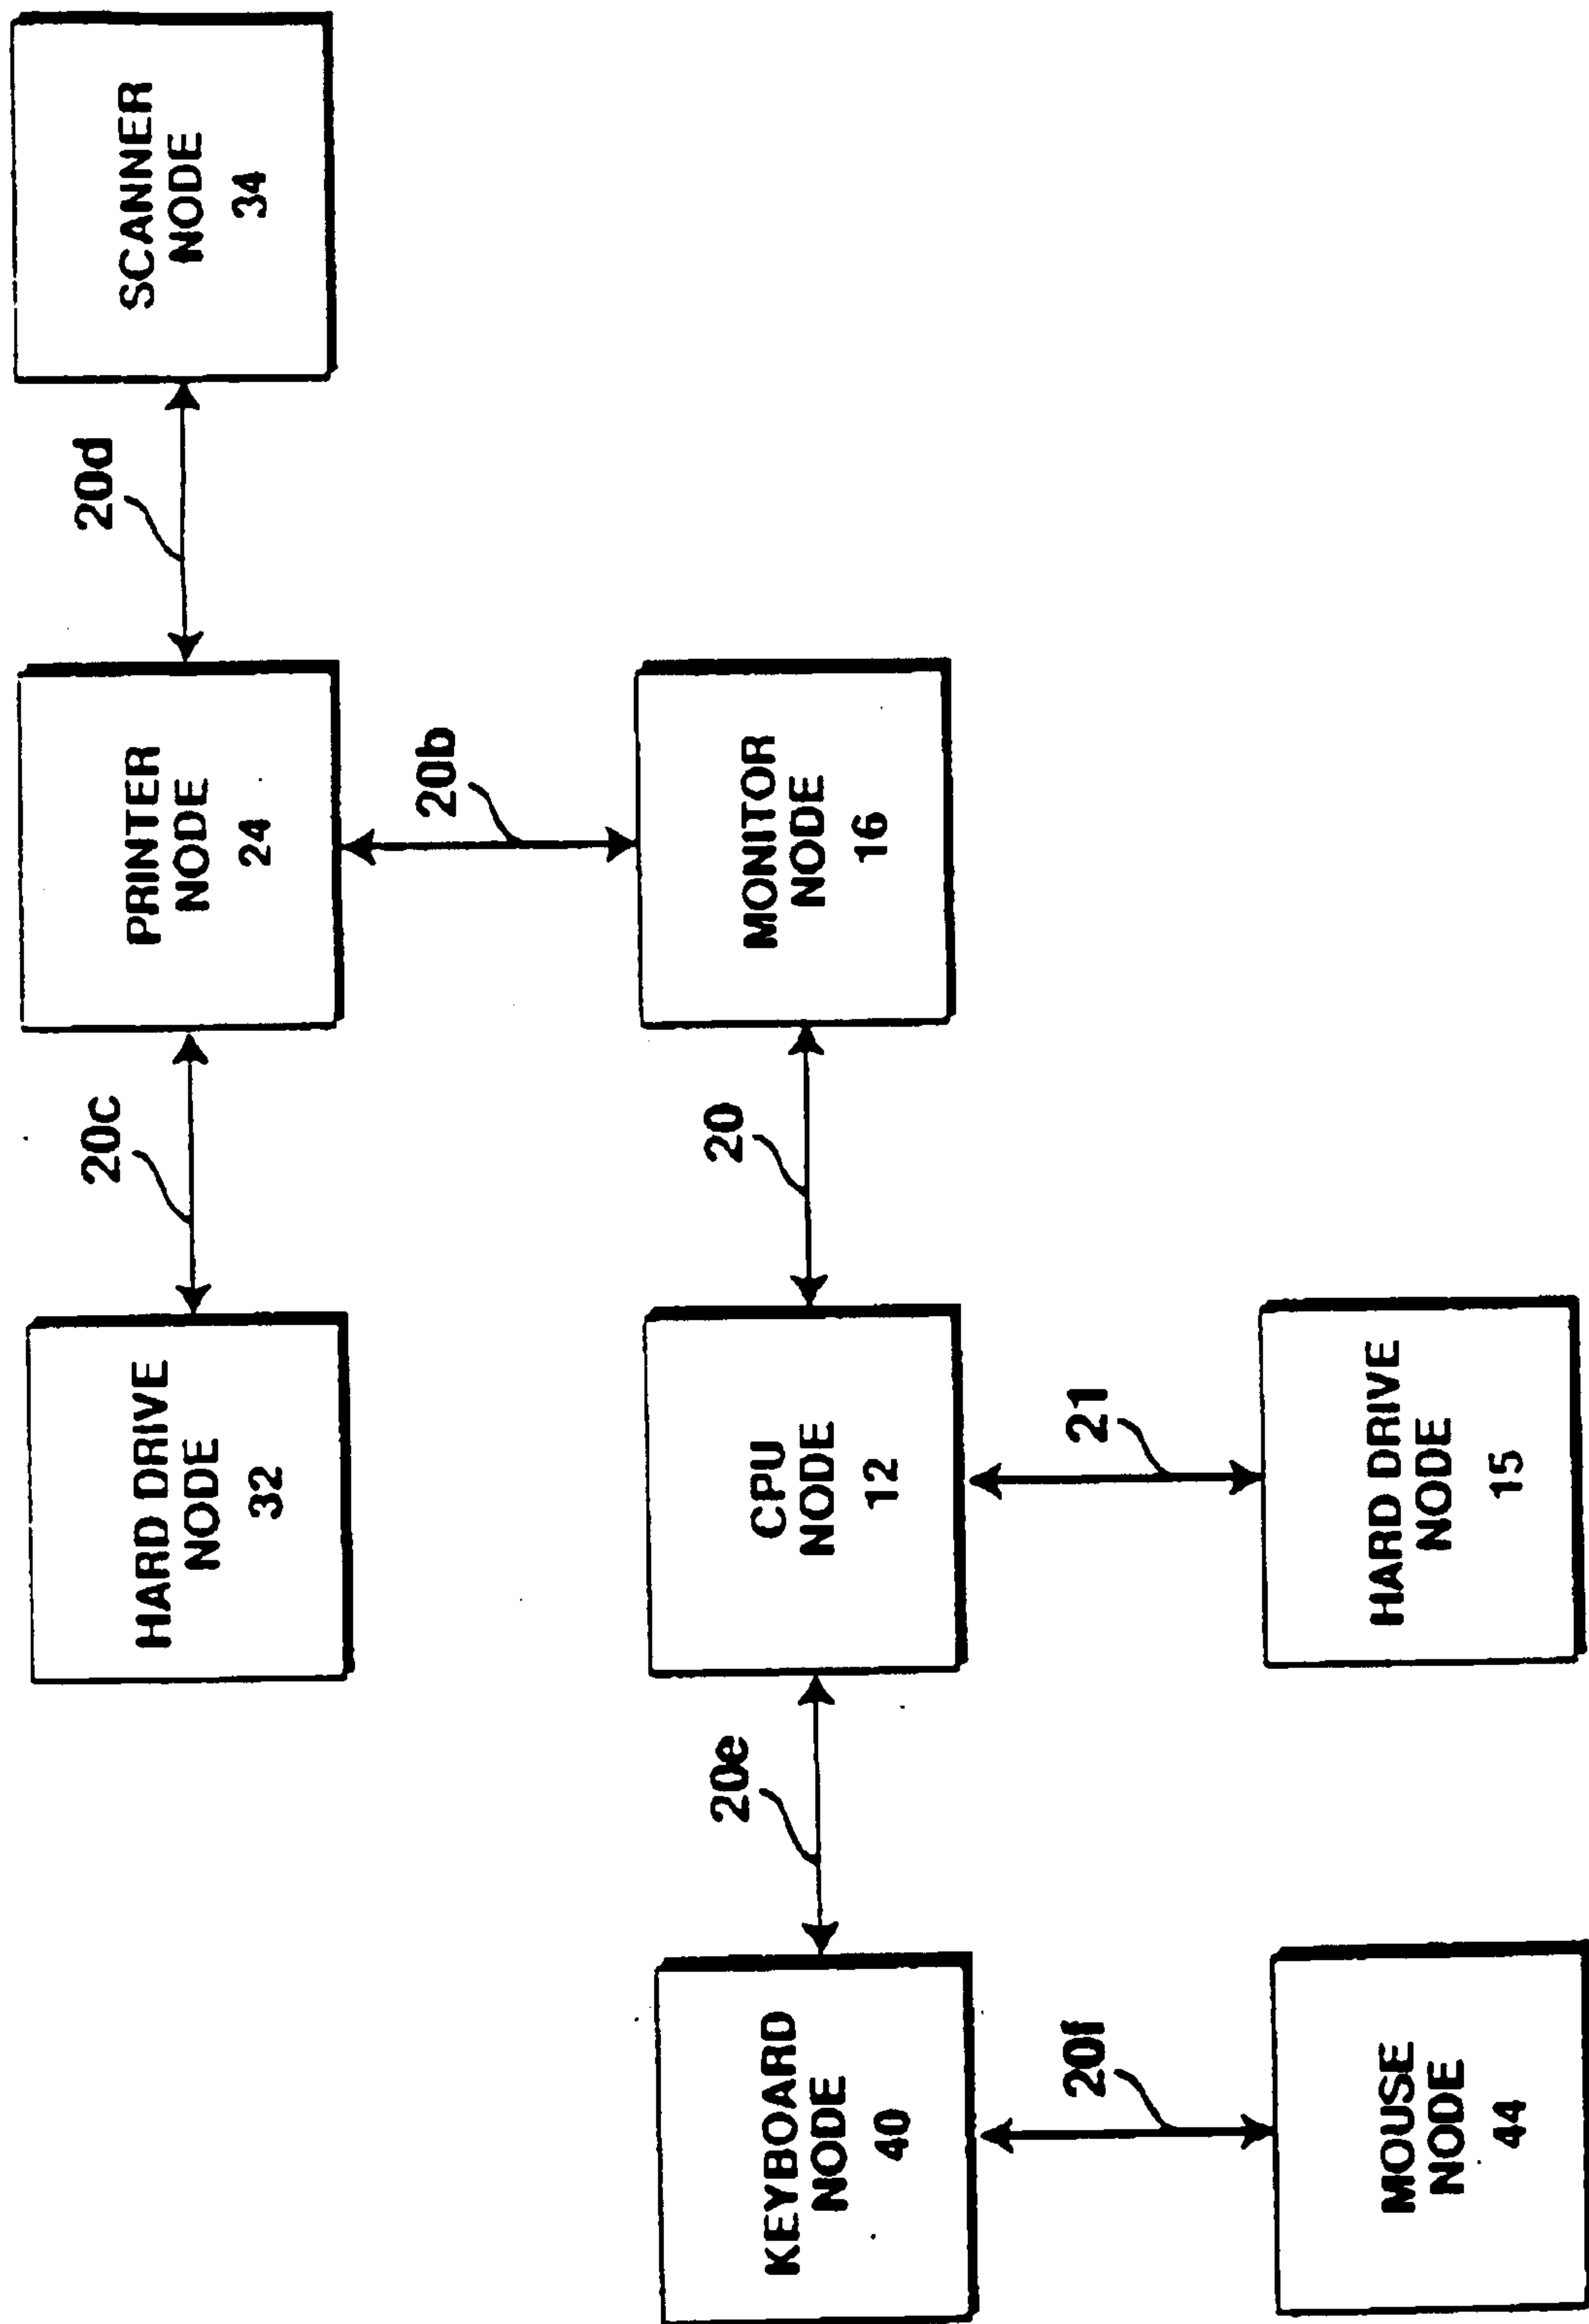 20c
20d
HARD DRIVE
NODE
32
PRINTER
NODE
24
SCANNER
NODE
34
20b
20e
20
KEYBOARD
NODE
40
CPU
NODE
12
MONITOR
NODE
16
20f
21
MOUSE
NODE
44
HARD DRIVE
NODE
15